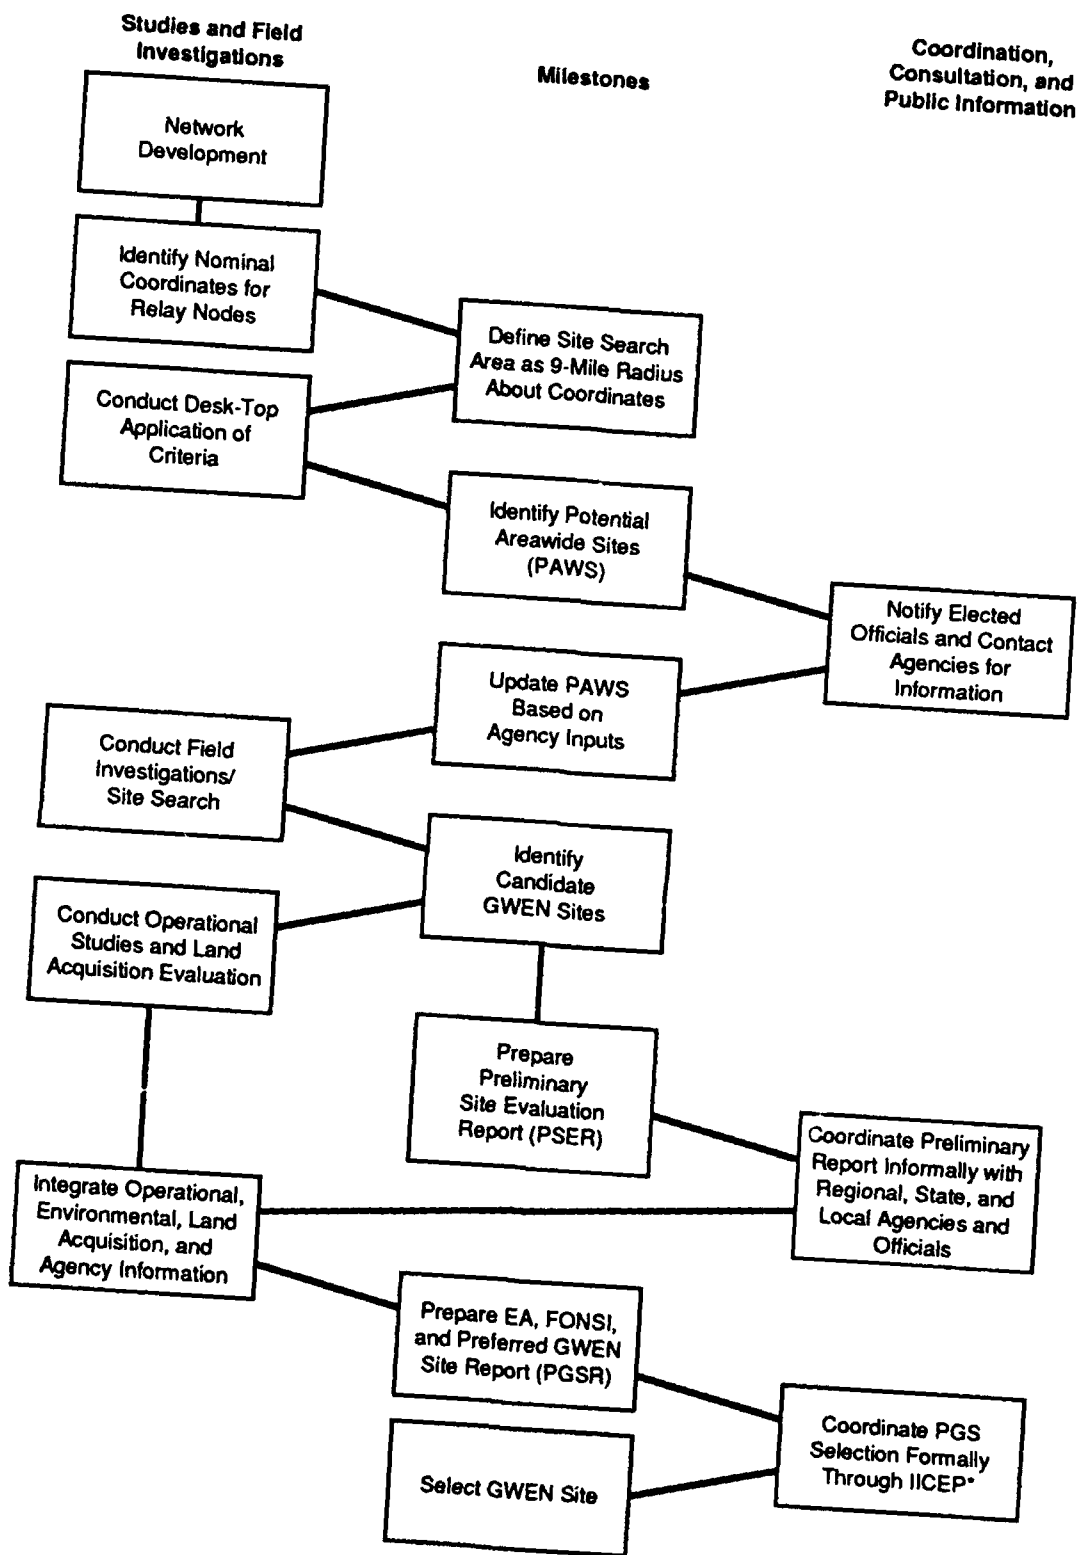 Studies and Field
Investigations
Milestones
Coordination,
Consultation, and
Public Information
Network
Development
Identify Nominal
Coordinates for
Relay Nodes
Define Site Search
Area as 9-Mile Radius
About Coordinates
Conduct Desk-Top
Application of
Criteria
Identify Potential
Areawide Sites
(PAWS)
Notify Elected
Officials and Contact
Agencies for
Information
Update PAWS
Based on
Agency Inputs
Conduct Field
Investigations/
Site Search
Identify
Candidate
GWEN Sites
Conduct Operational
Studies and Land
Acquisition Evaluation
Prepare
Preliminary
Site Evaluation
Report (PSER)
Coordinate Preliminary
Report Informally with
Regional, State, and
Local Agencies and
Officials
Integrate Operational,
Environmental, Land
Acquisition, and
Agency Information
Prepare EA, FONSI,
and Preferred GWEN
Site Report (PGSR)
Coordinate PGS
Selection Formally
Through IICEP*
Select GWEN Site